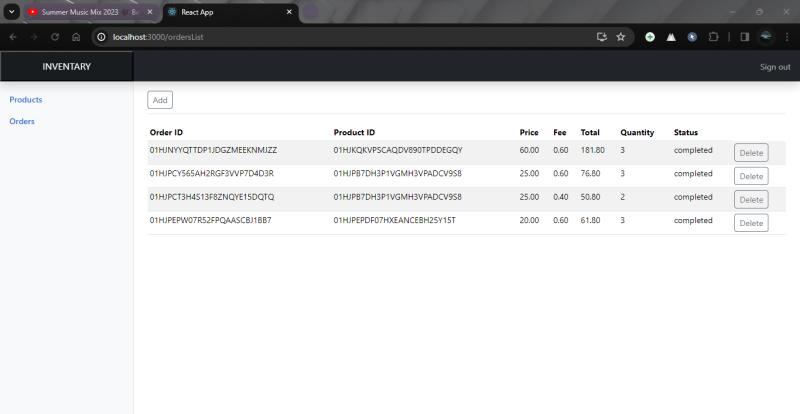 Summer Music Mix 2023
React App
localhost:3000/ordersList
INVENTORY
Sign out
Products
Orders
Add
Order ID Product ID Price Fee Total Quantity Status
01HJNYYQTTDP1JDGZMEEKNMJZZ 01HJKQKVPSCAQDV890TPDDEGQY 60.00 0.60 181.80 3 completed Delete
01HJPCY565AH2RGF3VVP7D4D3R 01HJPB7DH3P1VGMH3VPADCV9S8 25.00 0.60 76.80 3 completed Delete
01HJPCT3H4S13F8ZNQYE15DQTQ 01HJPB7DH3P1VGMH3VPADCV9S8 25.00 0.40 50.80 2 completed Delete
01HJPEPW07R52FPQAASCBJ1BB7 01HJPEPDF07HXEANCEBH25Y15T 20.00 0.60 61.80 3 completed Delete